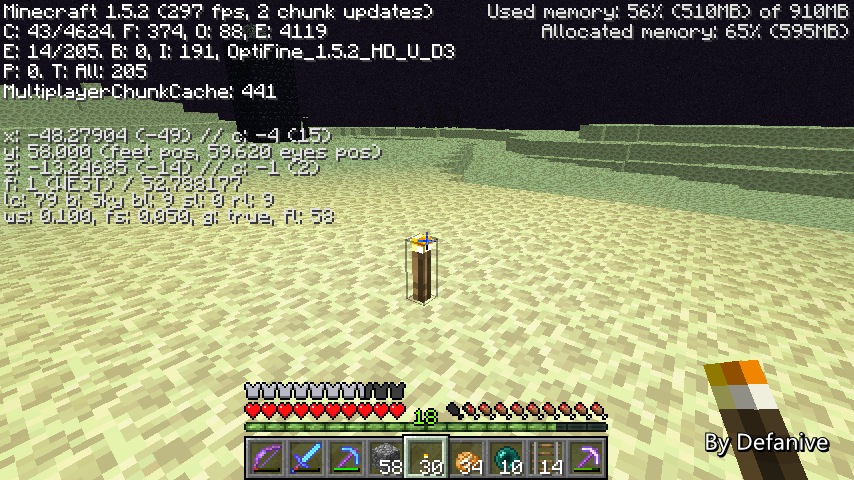 Minecraft 1.5.2 (297 fps, 2 chunk updates)
C: 43/4624. F: 374, O: 88, E: 4119
E: 14/205. B: 0, I: 191, OptiFine_1.5.2_HD_U_D3
P: 0. T: All: 205
MultiplayerChunkCache: 441
Used memory: 56% (510MB) of 910MB
Allocated memory: 65% (595MB)
x: -48.27904 (-49) // c: -4 (15)
y: 58.000 (feet pos, 59.620 eyes pos)
z: -13.24685 (-14) // c: -1 (2)
f: 1 (WEST) / 52.788177
lc: 79 b: Sky bl: 9 sl: 0 rl: 9
ws: 0.100, fs: 0.050, g: true, fl: 58
18
58 30 34 10 14
By Defanive